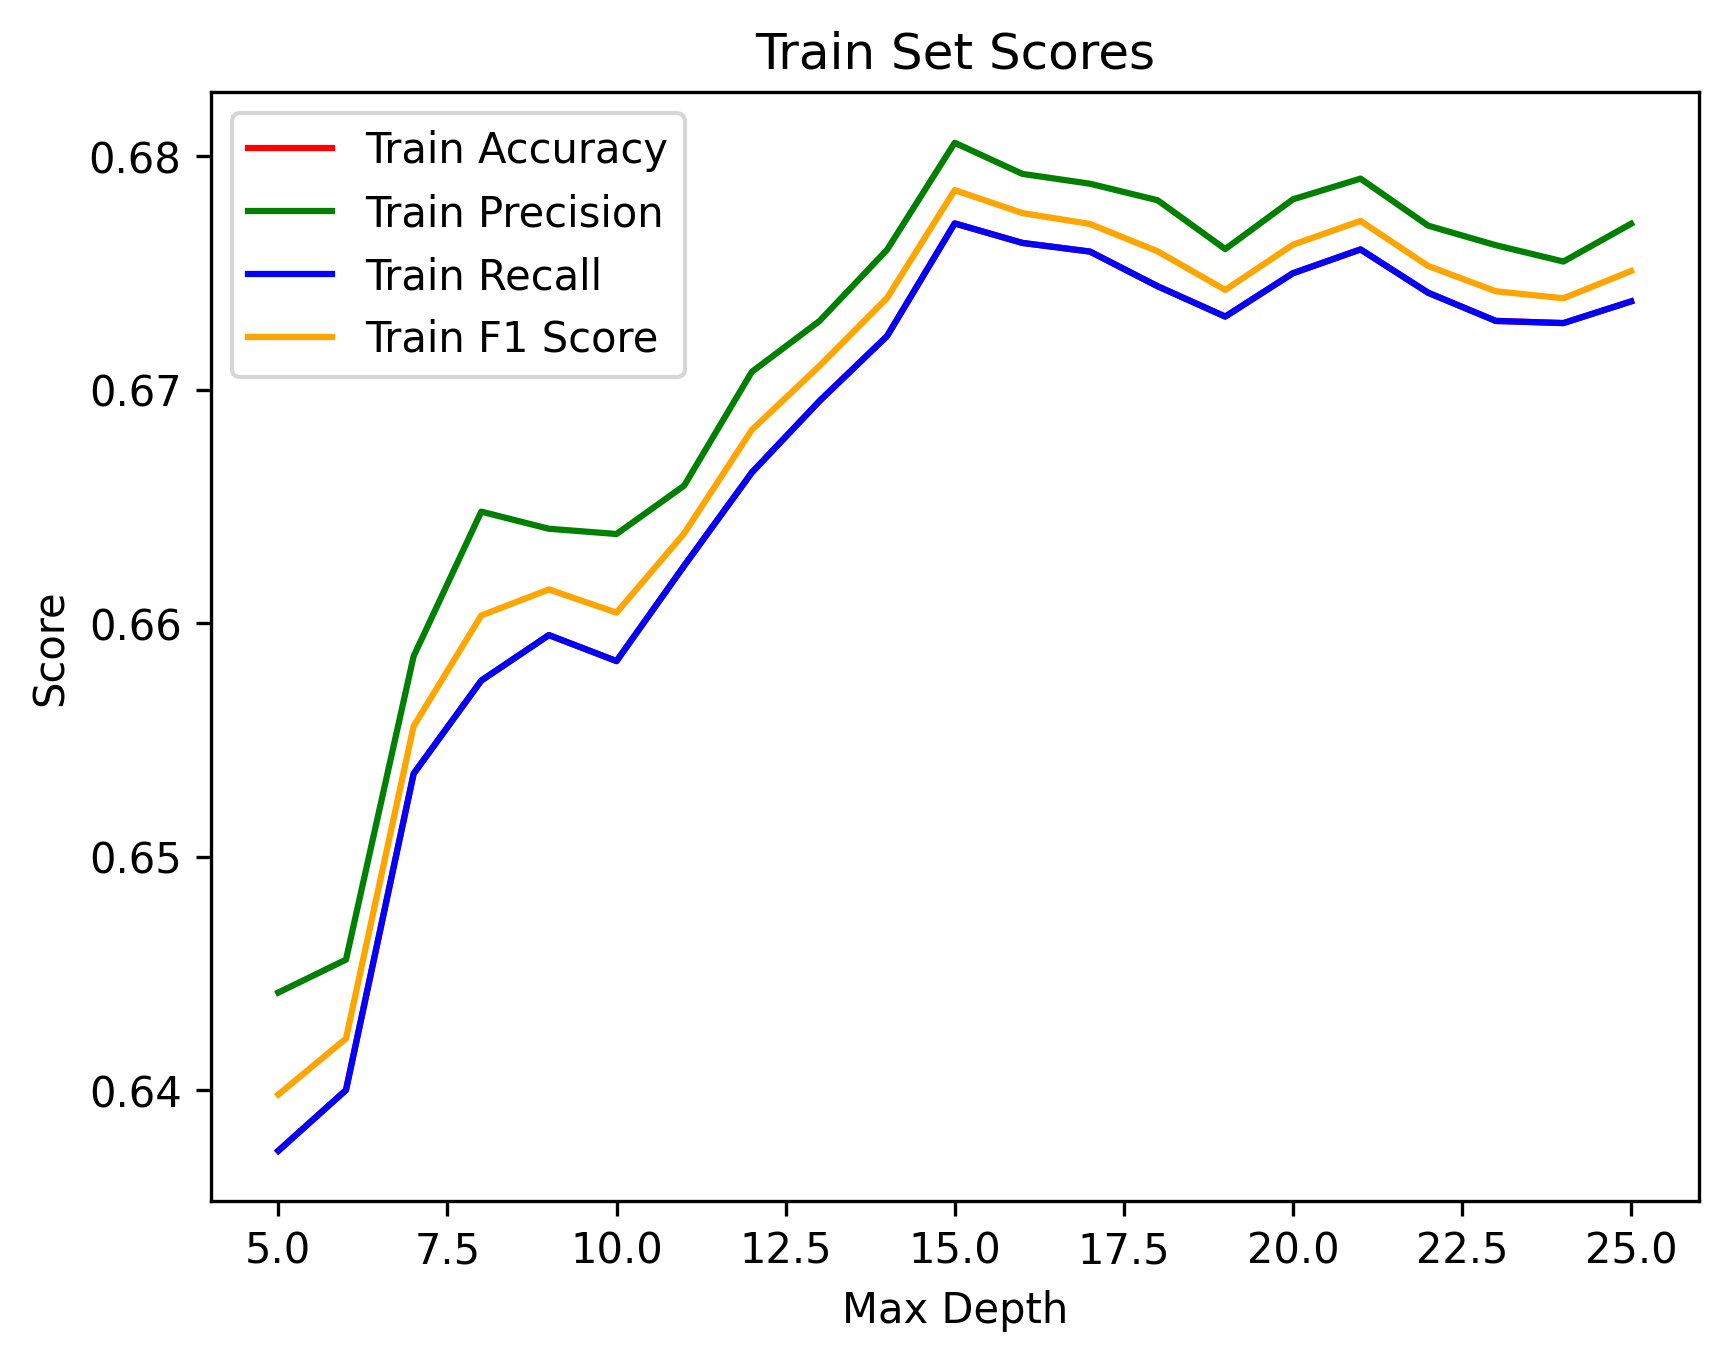 Train Set Scores
Train Accuracy
Train Precision
Train Recall
Train F1 Score
0.68
0.67
0.66
0.65
0.64
Score
5.0 7.5 10.0 12.5 15.0 17.5 20.0 22.5 25.0
Max Depth